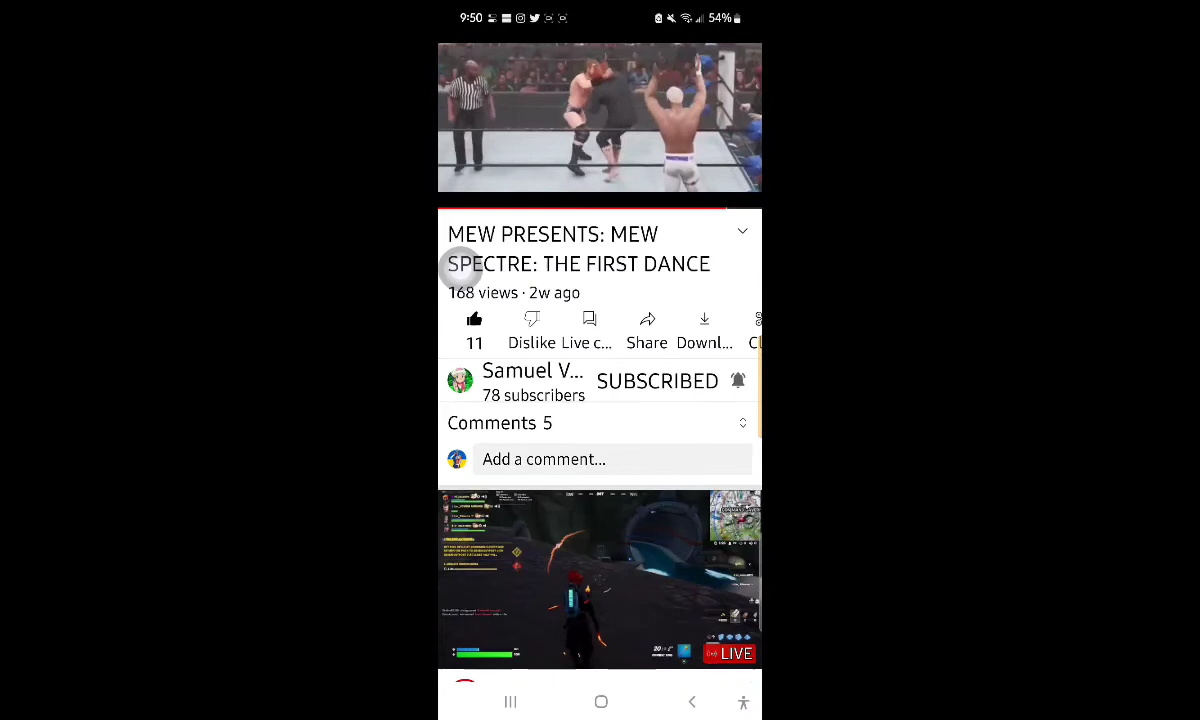 9:50
54%
MEW PRESENTS: MEW
SPECTRE: THE FIRST DANCE
168 views · 2w ago
11
Dislike
Live c...
Share
Downl...
Cl
Samuel V...
78 subscribers
SUBSCRIBED
Comments 5
Add a comment...
LIVE